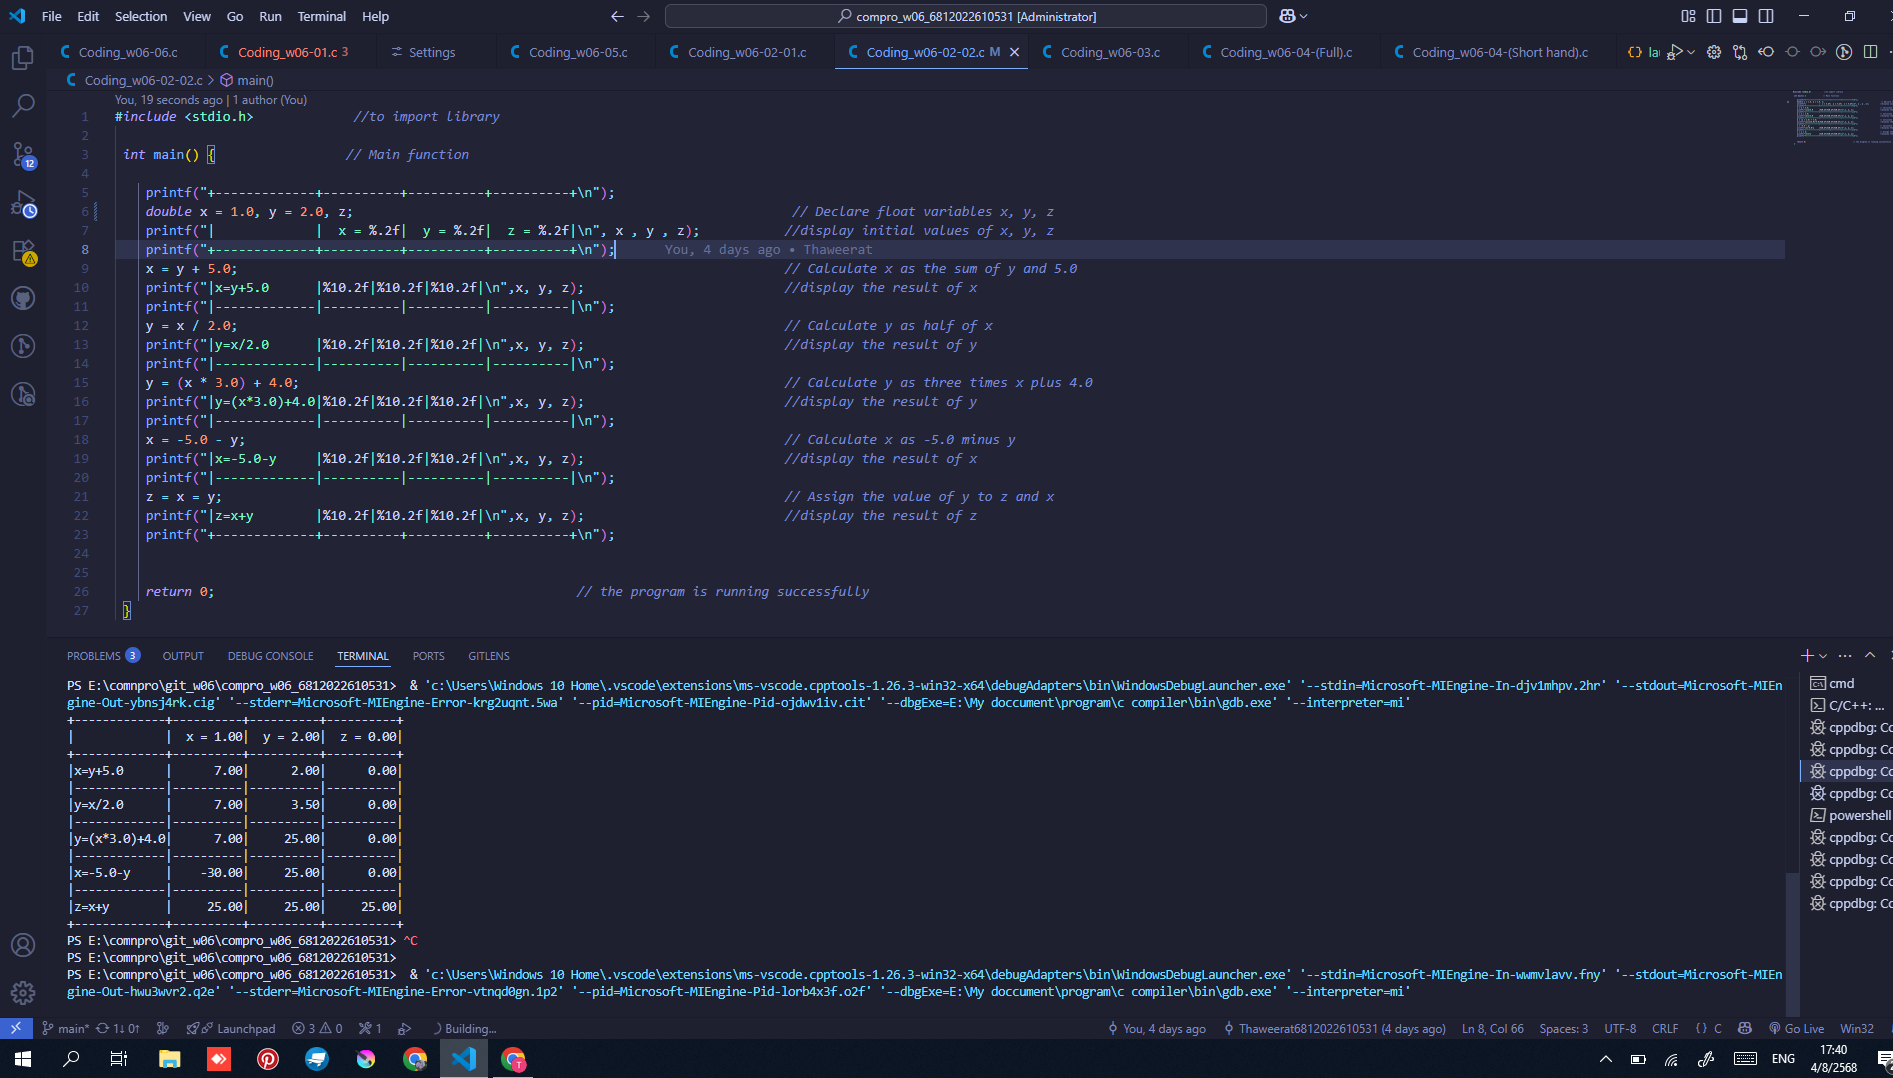 File Edit Selection View Go Run Terminal Help
compro_w06_6812022610531 [Administrator]
Coding_w06-06.c
Coding_w06-01.c 3
Settings
Coding_w06-05.c
Coding_w06-02-01.c
Coding_w06-02-02.c M
Coding_w06-03.c
Coding_w06-04-(Full).c
Coding_w06-04-(Short hand).c
Coding_w06-02-02.c > main()
You, 19 seconds ago | 1 author (You)
1 #include <stdio.h> //to import library
2
3 int main() { // Main function
4
5 printf("+-------------+----------+----------+----------+\n");
6 double x = 1.0, y = 2.0, z; // Declare float variables x, y, z
7 printf("|             |  x = %.2f|  y = %.2f|  z = %.2f|\n", x , y , z); //display initial values of x, y, z
8 printf("+-------------+----------+----------+----------+\n"); You, 4 days ago • Thaweerat
9 x = y + 5.0; // Calculate x as the sum of y and 5.0
10 printf("|x=y+5.0      |%10.2f|%10.2f|%10.2f|\n",x, y, z); //display the result of x
11 printf("|-------------|----------|----------|----------|\n");
12 y = x / 2.0; // Calculate y as half of x
13 printf("|y=x/2.0      |%10.2f|%10.2f|%10.2f|\n",x, y, z); //display the result of y
14 printf("|-------------|----------|----------|----------|\n");
15 y = (x * 3.0) + 4.0; // Calculate y as three times x plus 4.0
16 printf("|y=(x*3.0)+4.0|%10.2f|%10.2f|%10.2f|\n",x, y, z); //display the result of y
17 printf("|-------------|----------|----------|----------|\n");
18 x = -5.0 - y; // Calculate x as -5.0 minus y
19 printf("|x=-5.0-y     |%10.2f|%10.2f|%10.2f|\n",x, y, z); //display the result of x
20 printf("|-------------|----------|----------|----------|\n");
21 z = x = y; // Assign the value of y to z and x
22 printf("|z=x+y        |%10.2f|%10.2f|%10.2f|\n",x, y, z); //display the result of z
23 printf("+-------------+----------+----------+----------+\n");
24
25
26 return 0; // the program is running successfully
27 }
12
PROBLEMS 3 OUTPUT DEBUG CONSOLE TERMINAL PORTS GITLENS
PS E:\comnpro\git_w06\compro_w06_6812022610531>  & 'c:\Users\Windows 10 Home\.vscode\extensions\ms-vscode.cpptools-1.26.3-win32-x64\debugAdapters\bin\WindowsDebugLauncher.exe' '--stdin=Microsoft-MIEngine-In-djv1mhpv.2hr' '--stdout=Microsoft-MIEn
gine-Out-ybnsj4rk.cig' '--stderr=Microsoft-MIEngine-Error-krg2uqnt.5wa' '--pid=Microsoft-MIEngine-Pid-ojdwv1iv.cit' '--dbgExe=E:\My doccument\program\c compiler\bin\gdb.exe' '--interpreter=mi'
+-------------+----------+----------+----------+
|             |  x = 1.00|  y = 2.00|  z = 0.00|
+-------------+----------+----------+----------+
|x=y+5.0      |      7.00|      2.00|      0.00|
|-------------|----------|----------|----------|
|y=x/2.0      |      7.00|      3.50|      0.00|
|-------------|----------|----------|----------|
|y=(x*3.0)+4.0|      7.00|     25.00|      0.00|
|-------------|----------|----------|----------|
|x=-5.0-y     |    -30.00|     25.00|      0.00|
|-------------|----------|----------|----------|
|z=x+y        |     25.00|     25.00|     25.00|
+-------------+----------+----------+----------+
PS E:\comnpro\git_w06\compro_w06_6812022610531> ^C
PS E:\comnpro\git_w06\compro_w06_6812022610531>
PS E:\comnpro\git_w06\compro_w06_6812022610531>  & 'c:\Users\Windows 10 Home\.vscode\extensions\ms-vscode.cpptools-1.26.3-win32-x64\debugAdapters\bin\WindowsDebugLauncher.exe' '--stdin=Microsoft-MIEngine-In-wwmvlavv.fny' '--stdout=Microsoft-MIEn
gine-Out-hwu3wvr2.q2e' '--stderr=Microsoft-MIEngine-Error-vtnqd0gn.1p2' '--pid=Microsoft-MIEngine-Pid-lorb4x3f.o2f' '--dbgExe=E:\My doccument\program\c compiler\bin\gdb.exe' '--interpreter=mi'
cmd
C/C++: ...
cppdbg: Co
cppdbg: Co
cppdbg: Co
cppdbg: Co
powershell
cppdbg: Co
cppdbg: Co
cppdbg: Co
cppdbg: Co
main* 1↓ 0↑ Launchpad 3 0 1 Building... You, 4 days ago Thaweerat6812022610531 (4 days ago) Ln 8, Col 66 Spaces: 3 UTF-8 CRLF {} C Go Live Win32
ENG
17:40
4/8/2568